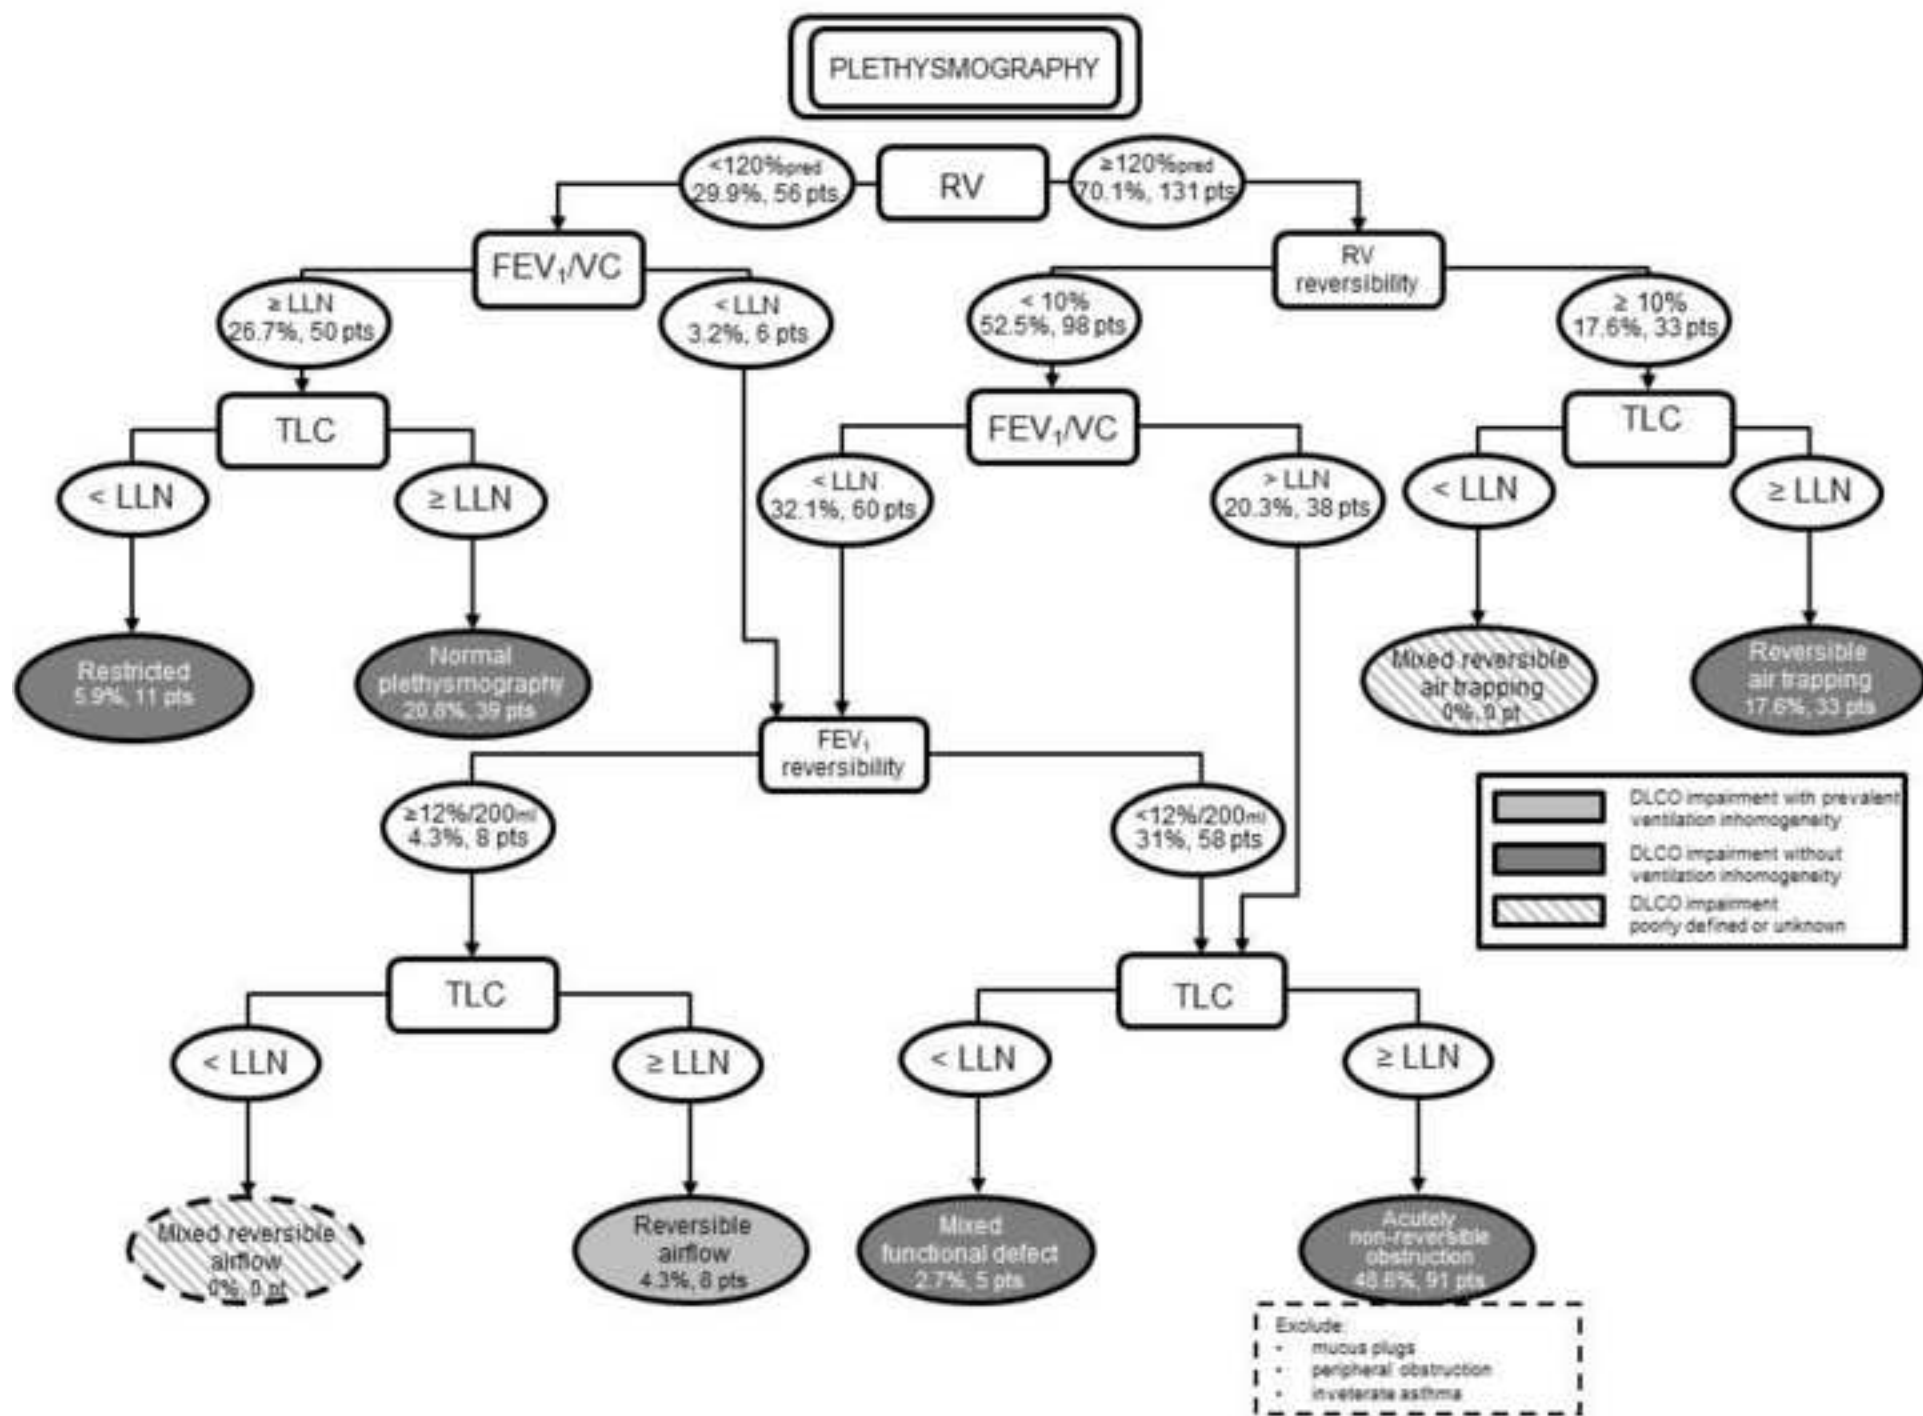 PLETHYSMOGRAPHY
<120%pred
29.9%, 56 pts
RV
≥120%pred
70.1%, 131 pts
FEV₁/VC
RV
reversibility
≥ LLN
26.7%, 50 pts
< LLN
3.2%, 6 pts
< 10%
52.5%, 98 pts
≥ 10%
17.6%, 33 pts
TLC
FEV₁/VC
TLC
< LLN
≥ LLN
< LLN
32.1%, 60 pts
> LLN
20.3%, 38 pts
< LLN
≥ LLN
Restricted
5.9%, 11 pts
Normal
plethysmography
20.8%, 39 pts
Mixed reversible
air trapping
0%, 0 pt
Reversible
air trapping
17.6%, 33 pts
FEV₁
reversibility
≥12%/200ml
4.3%, 8 pts
<12%/200ml
31%, 58 pts
DLCO impairment with prevalent
ventilation inhomogeneity
DLCO impairment without
ventilation inhomogeneity
DLCO impairment
poorly defined or unknown
TLC
TLC
< LLN
≥ LLN
< LLN
≥ LLN
Mixed reversible
airflow
0%, 0 pt
Reversible
airflow
4.3%, 8 pts
Mixed
functional defect
2.7%, 5 pts
Acutely
non-reversible
obstruction
48.6%, 91 pts
Exclude:
• mucus plugs
• peripheral obstruction
• inveterate asthma